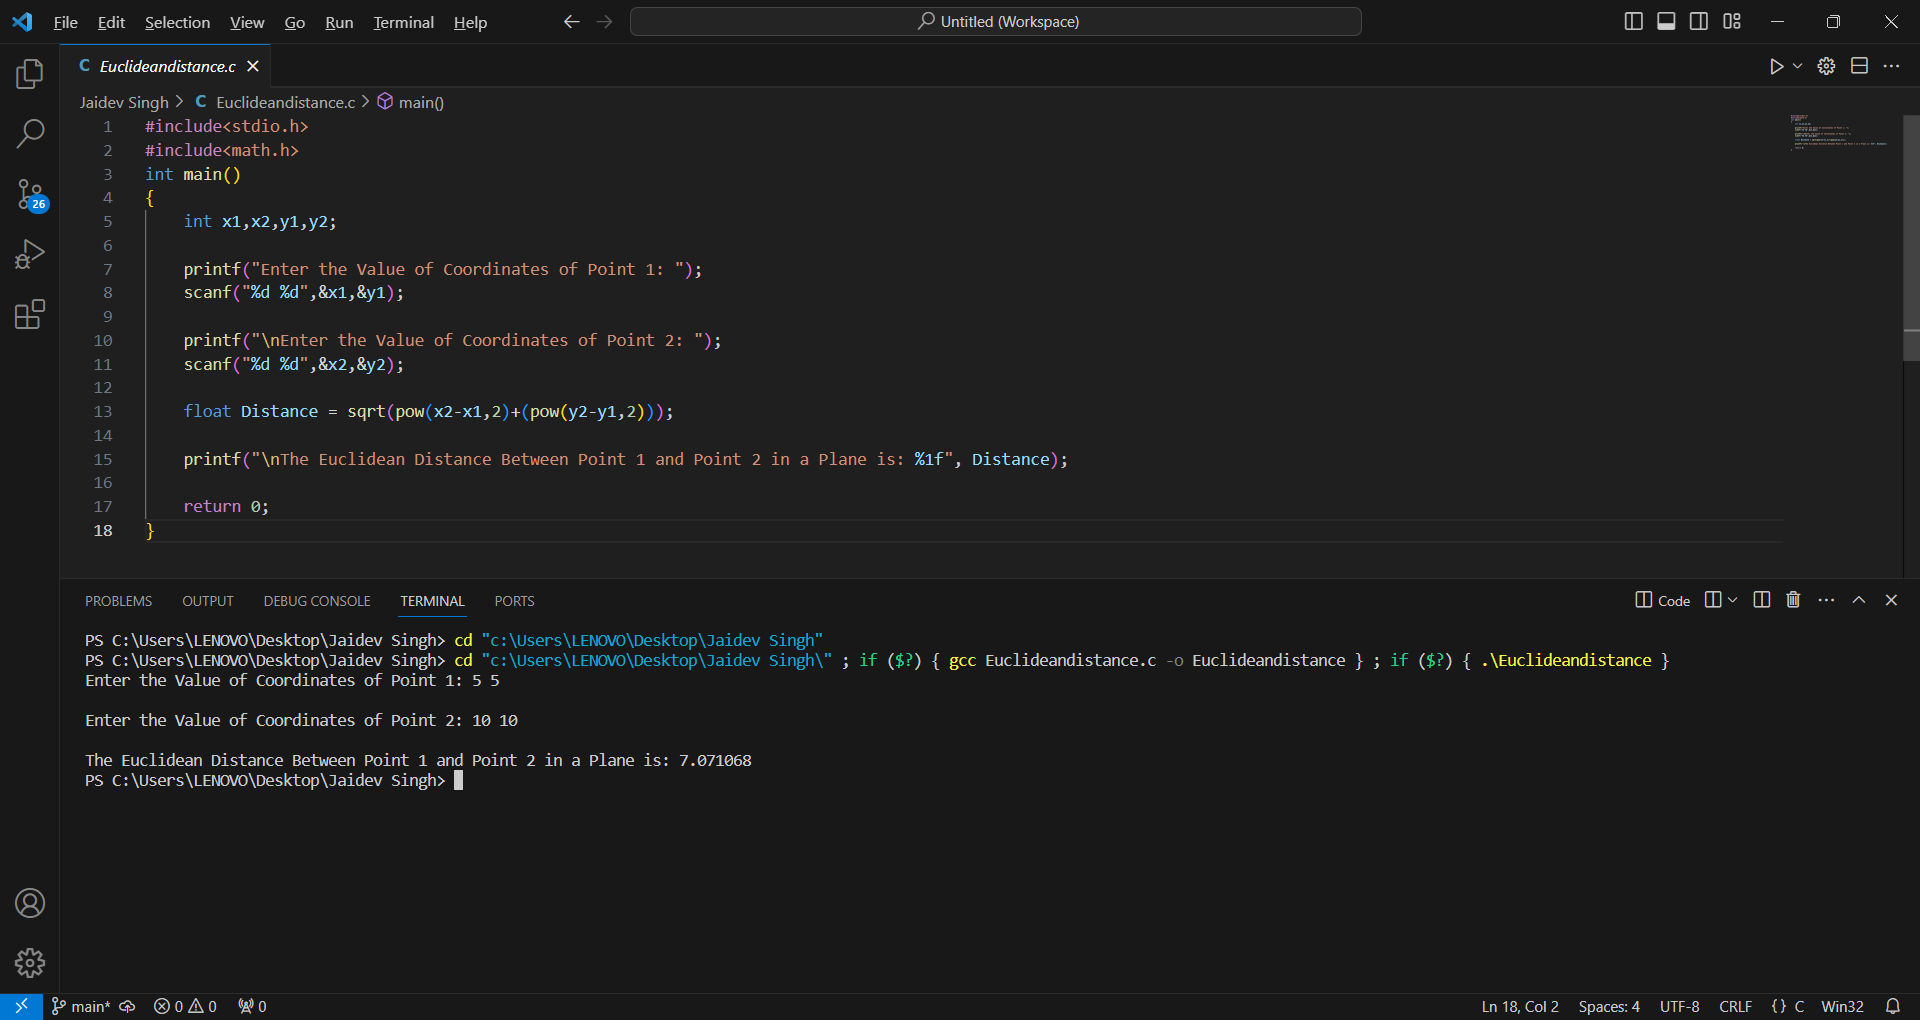 File Edit Selection View Go Run Terminal Help Untitled (Workspace)
C Euclideandistance.c
Jaidev Singh > C Euclideandistance.c > main()
1 #include<stdio.h>
2 #include<math.h>
3 int main()
4 {
5 int x1,x2,y1,y2;
6
7 printf("Enter the Value of Coordinates of Point 1: ");
8 scanf("%d %d",&x1,&y1);
9
10 printf("\nEnter the Value of Coordinates of Point 2: ");
11 scanf("%d %d",&x2,&y2);
12
13 float Distance = sqrt(pow(x2-x1,2)+(pow(y2-y1,2)));
14
15 printf("\nThe Euclidean Distance Between Point 1 and Point 2 in a Plane is: %1f", Distance);
16
17 return 0;
18 }
26
PROBLEMS OUTPUT DEBUG CONSOLE TERMINAL PORTS Code
PS C:\Users\LENOVO\Desktop\Jaidev Singh> cd "c:\Users\LENOVO\Desktop\Jaidev Singh"
PS C:\Users\LENOVO\Desktop\Jaidev Singh> cd "c:\Users\LENOVO\Desktop\Jaidev Singh\" ; if ($?) { gcc Euclideandistance.c -o Euclideandistance } ; if ($?) { .\Euclideandistance }
Enter the Value of Coordinates of Point 1: 5 5
Enter the Value of Coordinates of Point 2: 10 10
The Euclidean Distance Between Point 1 and Point 2 in a Plane is: 7.071068
PS C:\Users\LENOVO\Desktop\Jaidev Singh>
main* 0 0 0 Ln 18, Col 2 Spaces: 4 UTF-8 CRLF {} C Win32